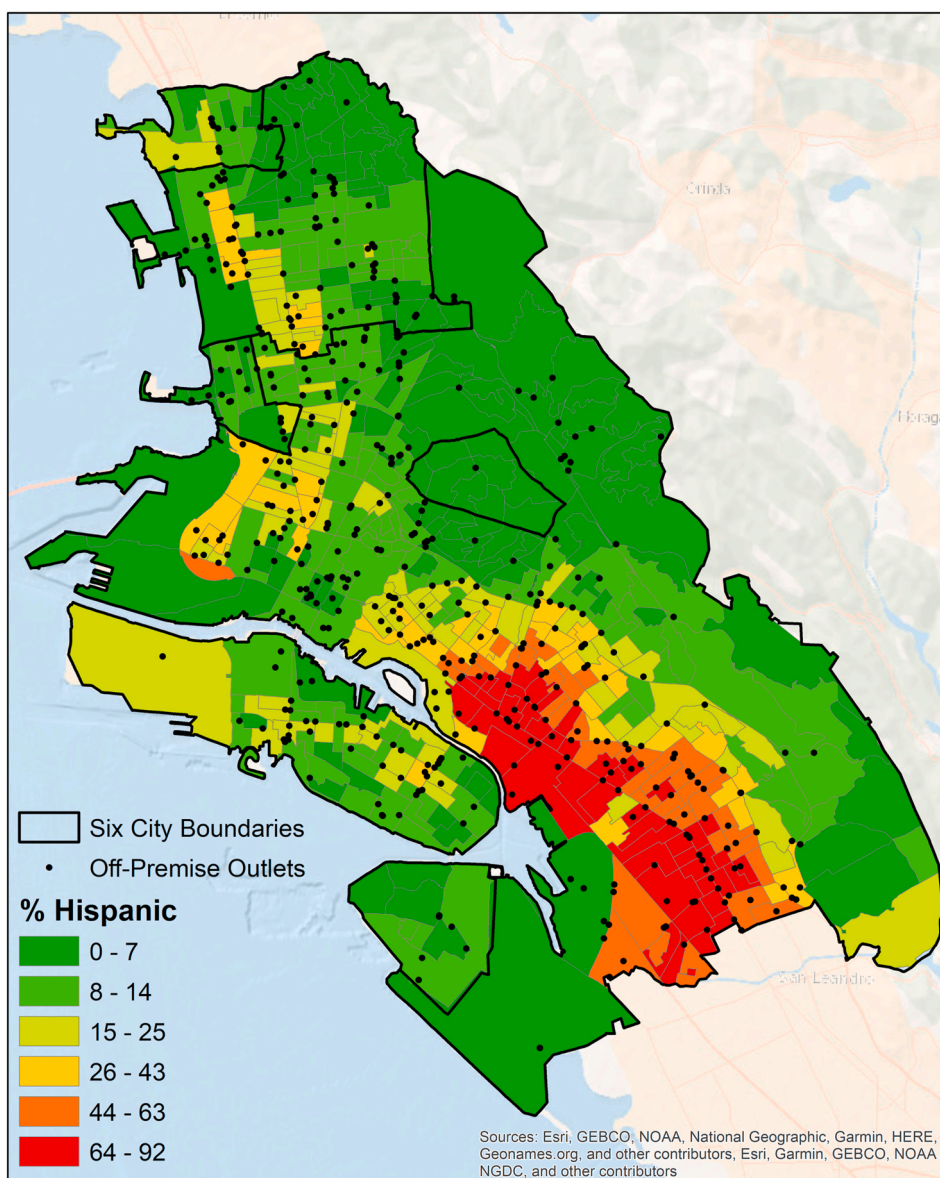 Orinda
Moraga
Six City Boundaries
Off-Premise Outlets
% Hispanic
0 - 7
8 - 14
15 - 25
26 - 43
44 - 63
64 - 92
San Leandro
Sources: Esri, GEBCO, NOAA, National Geographic, Garmin, HERE,
Geonames.org, and other contributors, Esri, Garmin, GEBCO, NOAA
NGDC, and other contributors